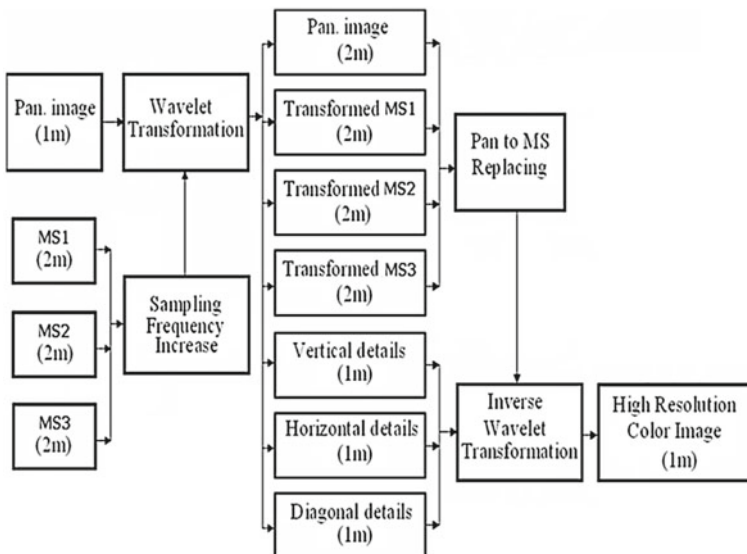 Pan. image
(1m)
Wavelet
Transformation
MS1
(2m)
MS2
(2m)
MS3
(2m)
Sampling
Frequency
Increase
Pan. image
(2m)
Transformed MS1
(2m)
Transformed MS2
(2m)
Transformed MS3
(2m)
Vertical details
(1m)
Horizontal details
(1m)
Diagonal details
(1m)
Pan to MS
Replacing
Inverse
Wavelet
Transformation
High Resolution
Color Image
(1m)